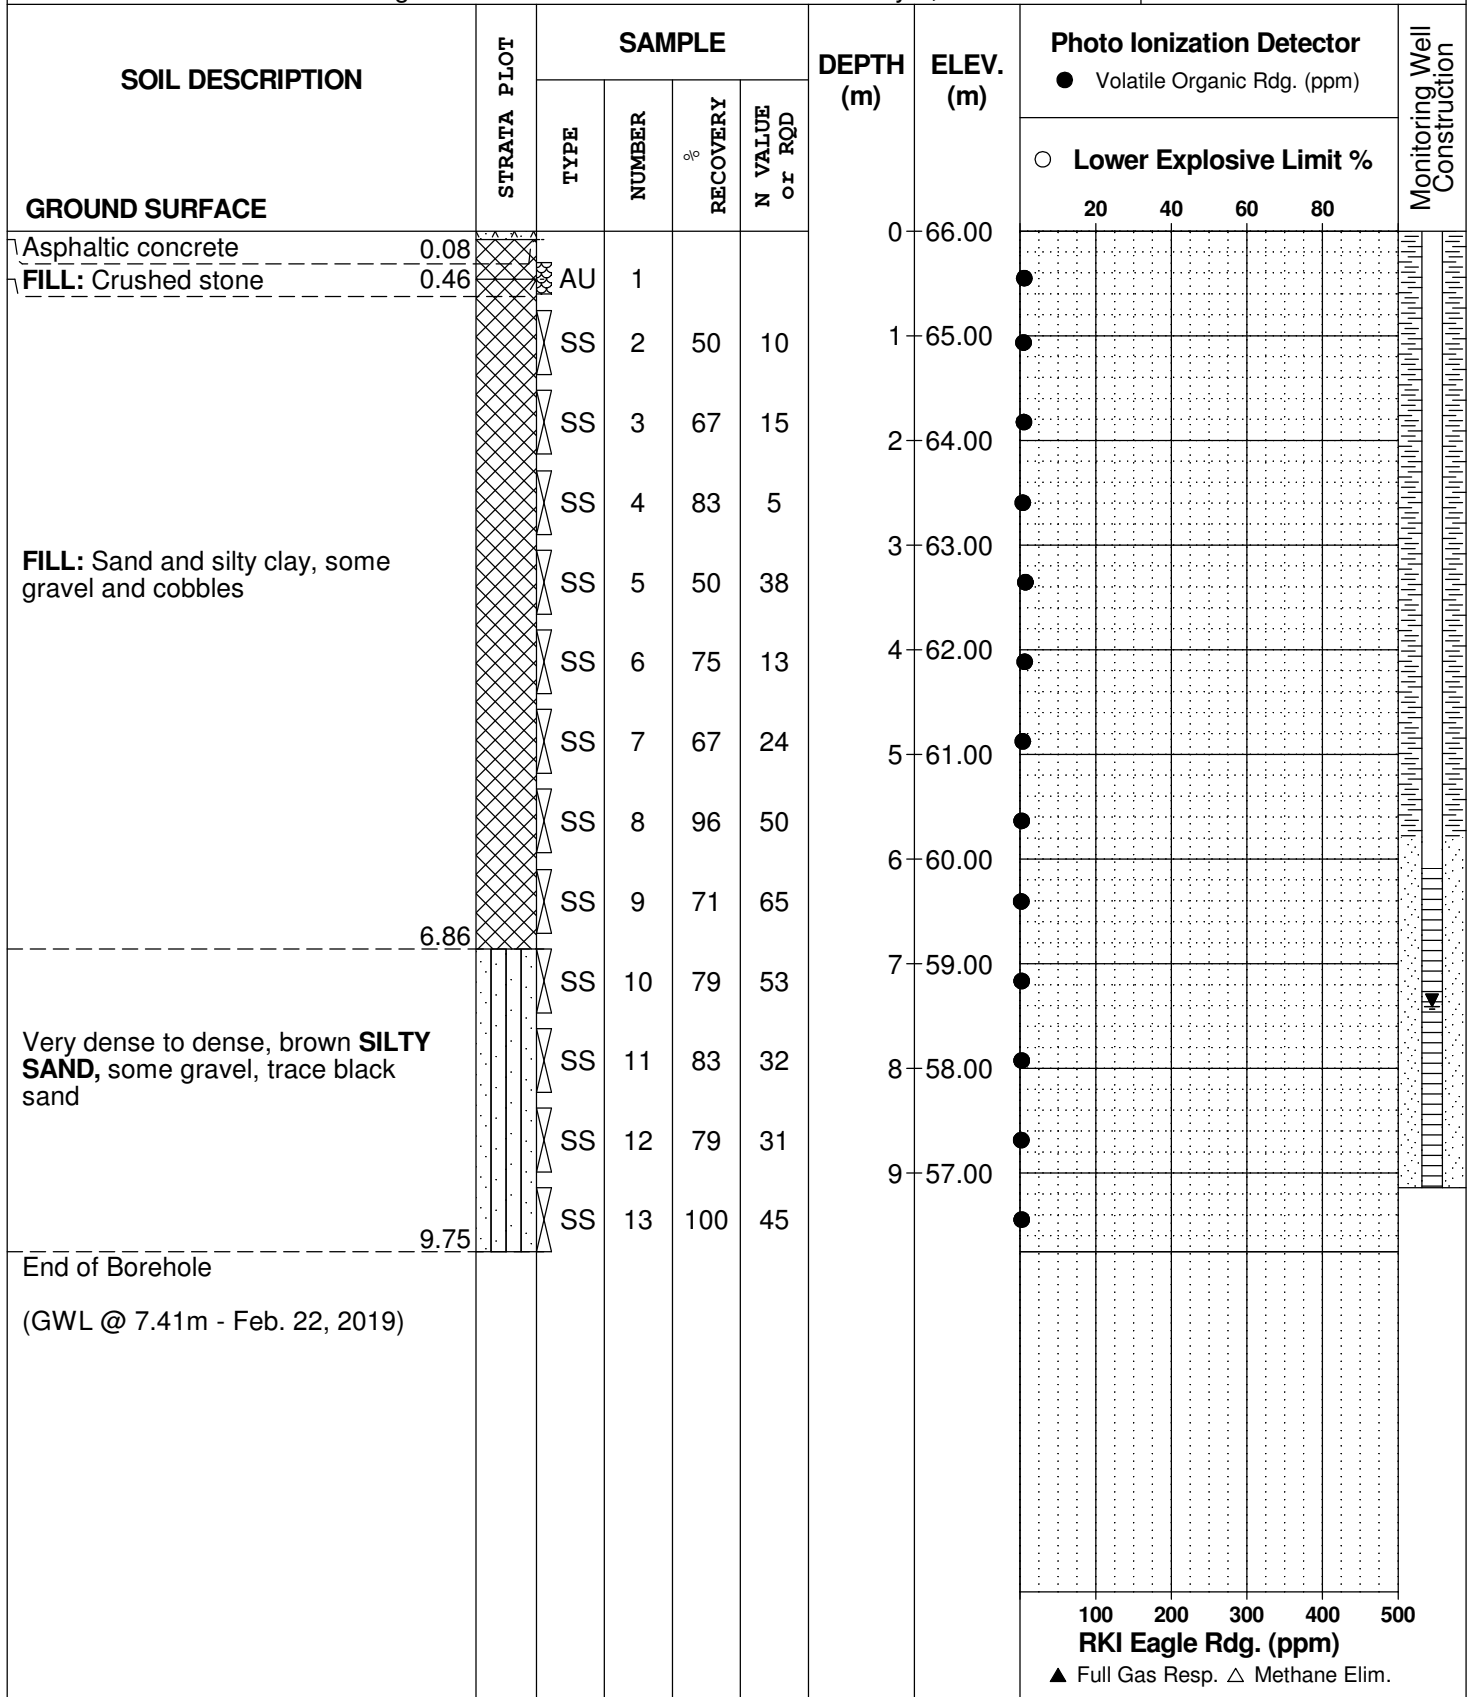 SOIL DESCRIPTION
GROUND SURFACE
STRATA PLOT
SAMPLE
TYPE
NUMBER
% RECOVERY
N VALUE or RQD
DEPTH (m)
ELEV. (m)
Photo Ionization Detector
● Volatile Organic Rdg. (ppm)
○ Lower Explosive Limit %
20 40 60 80
Monitoring Well Construction
0 66.00
Asphaltic concrete 0.08
FILL: Crushed stone 0.46
AU 1
SS 2 50 10
1 65.00
SS 3 67 15
2 64.00
SS 4 83 5
3 63.00
FILL: Sand and silty clay, some
gravel and cobbles
SS 5 50 38
4 62.00
SS 6 75 13
SS 7 67 24
5 61.00
SS 8 96 50
6 60.00
SS 9 71 65
6.86
7 59.00
SS 10 79 53
Very dense to dense, brown SILTY
SAND, some gravel, trace black
sand
SS 11 83 32
8 58.00
SS 12 79 31
9 57.00
SS 13 100 45
9.75
End of Borehole
(GWL @ 7.41m - Feb. 22, 2019)
100 200 300 400 500
RKI Eagle Rdg. (ppm)
▲ Full Gas Resp. △ Methane Elim.